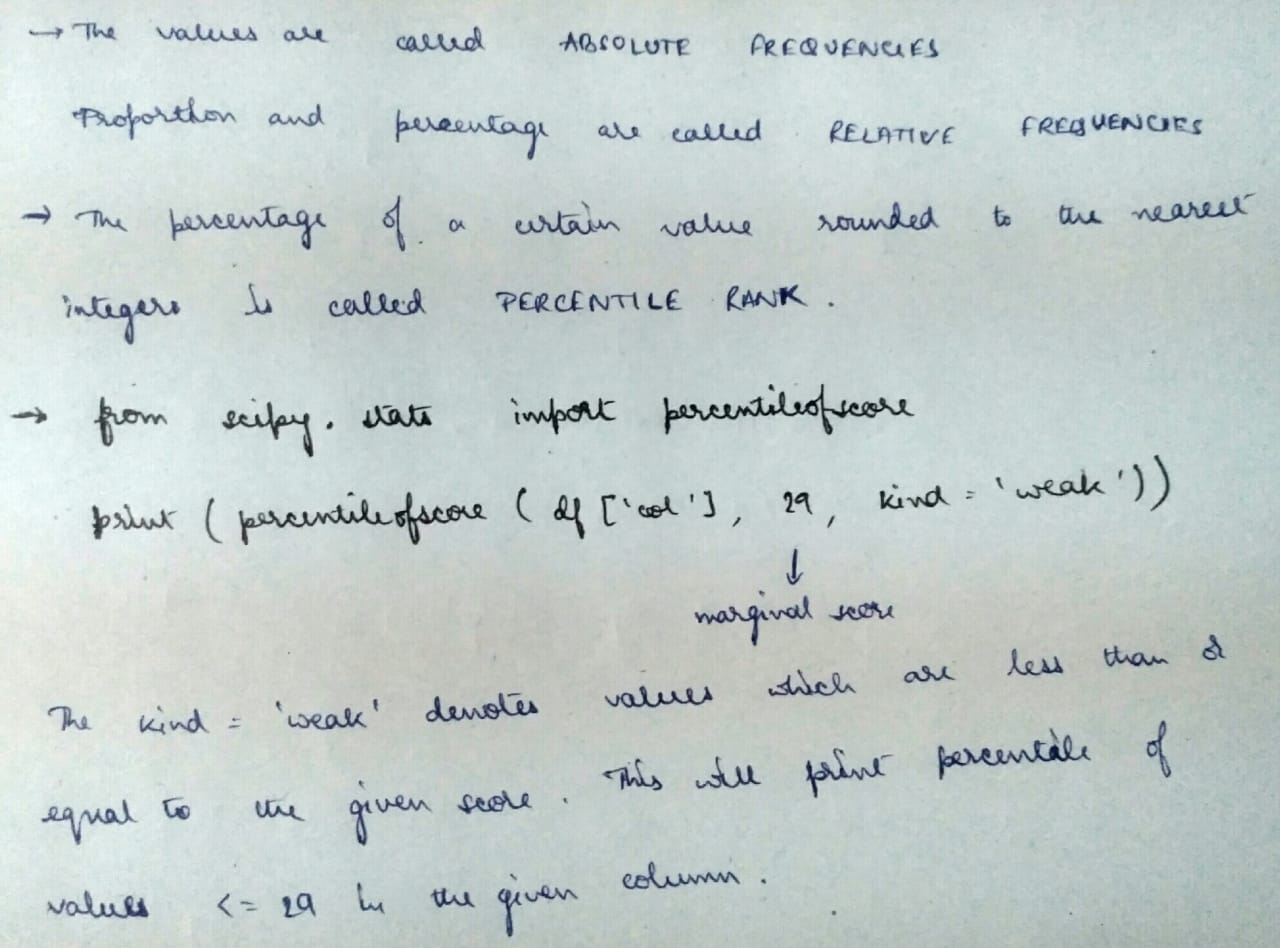 → The values are called ABSOLUTE FREQUENCIES
Proportion and percentage are called RELATIVE FREQUENCIES
→ The percentage of a certain value rounded to the nearest
integers is called PERCENTILE RANK.
→ from scipy.stats import percentileofscore
print (percentileofscore ( df ['col'], 29, kind = 'weak'))
↓
marginal score
The kind = 'weak' denotes values which are less than or
equal to the given score. This will print percentile of
values <= 29 in the given column.